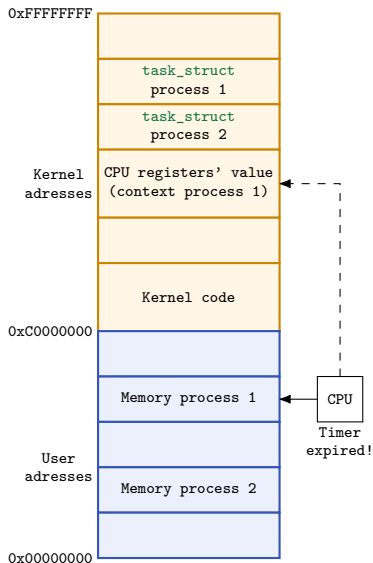 0xFFFFFFFF
task_struct
process 1
task_struct
process 2
Kernel
adresses
CPU registers' value
(context process 1)
Kernel code
0xC0000000
Memory process 1
CPU
Timer
expired!
User
adresses
Memory process 2
0x00000000